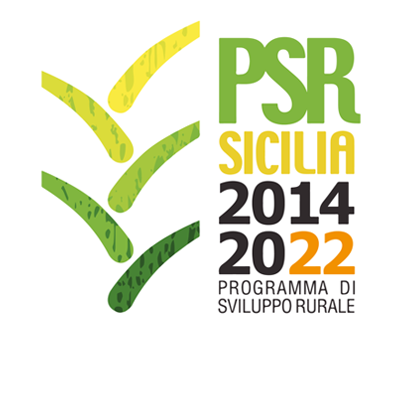 PSR
SICILIA
2014
2022
PROGRAMMA DI
SVILUPPO RURALE